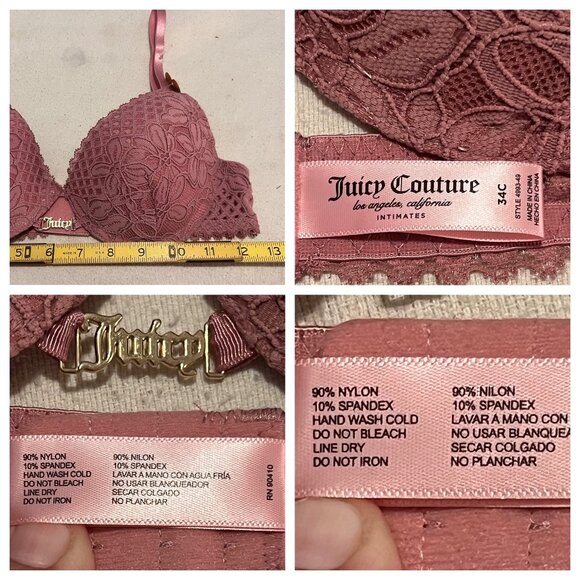 Juicy
5 6 7 8 9 10 11 12
Juicy Couture
los angeles, california
INTIMATES
34C
STYLE 4993-49
MADE IN CHINA
HECHO EN CHINA
Juicy
90% NYLON
10% SPANDEX
HAND WASH COLD
DO NOT BLEACH
LINE DRY
DO NOT IRON
90% NILON
10% SPANDEX
LAVAR A MANO CON AGUA FRÍA
NO USAR BLANQUEADOR
SECAR COLGADO
NO PLANCHAR
RN 90410
90% NYLON
10% SPANDEX
HAND WASH COLD
DO NOT BLEACH
LINE DRY
DO NOT IRON
90% NILON
10% SPANDEX
LAVAR A MANO CON
NO USAR BLANQUEA
SECAR COLGADO
NO PLANCHAR